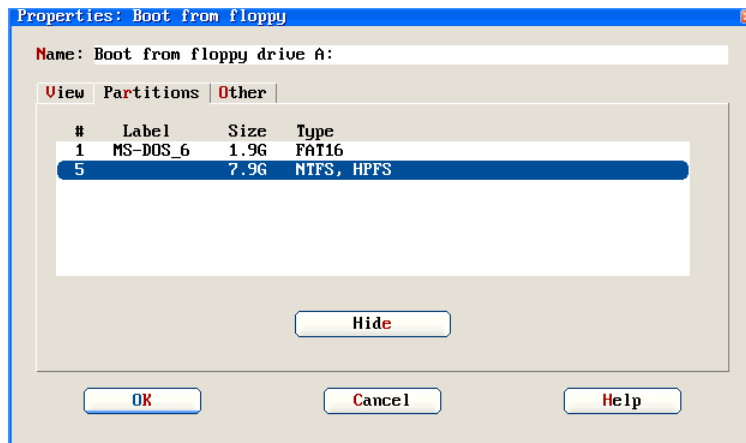 Properties: Boot from floppy
Name: Boot from floppy drive A:
View Partitions Other
# Label Size Type
1 MS-DOS_6 1.9G FAT16
5 7.9G NTFS, HPFS
Hide
OK Cancel Help